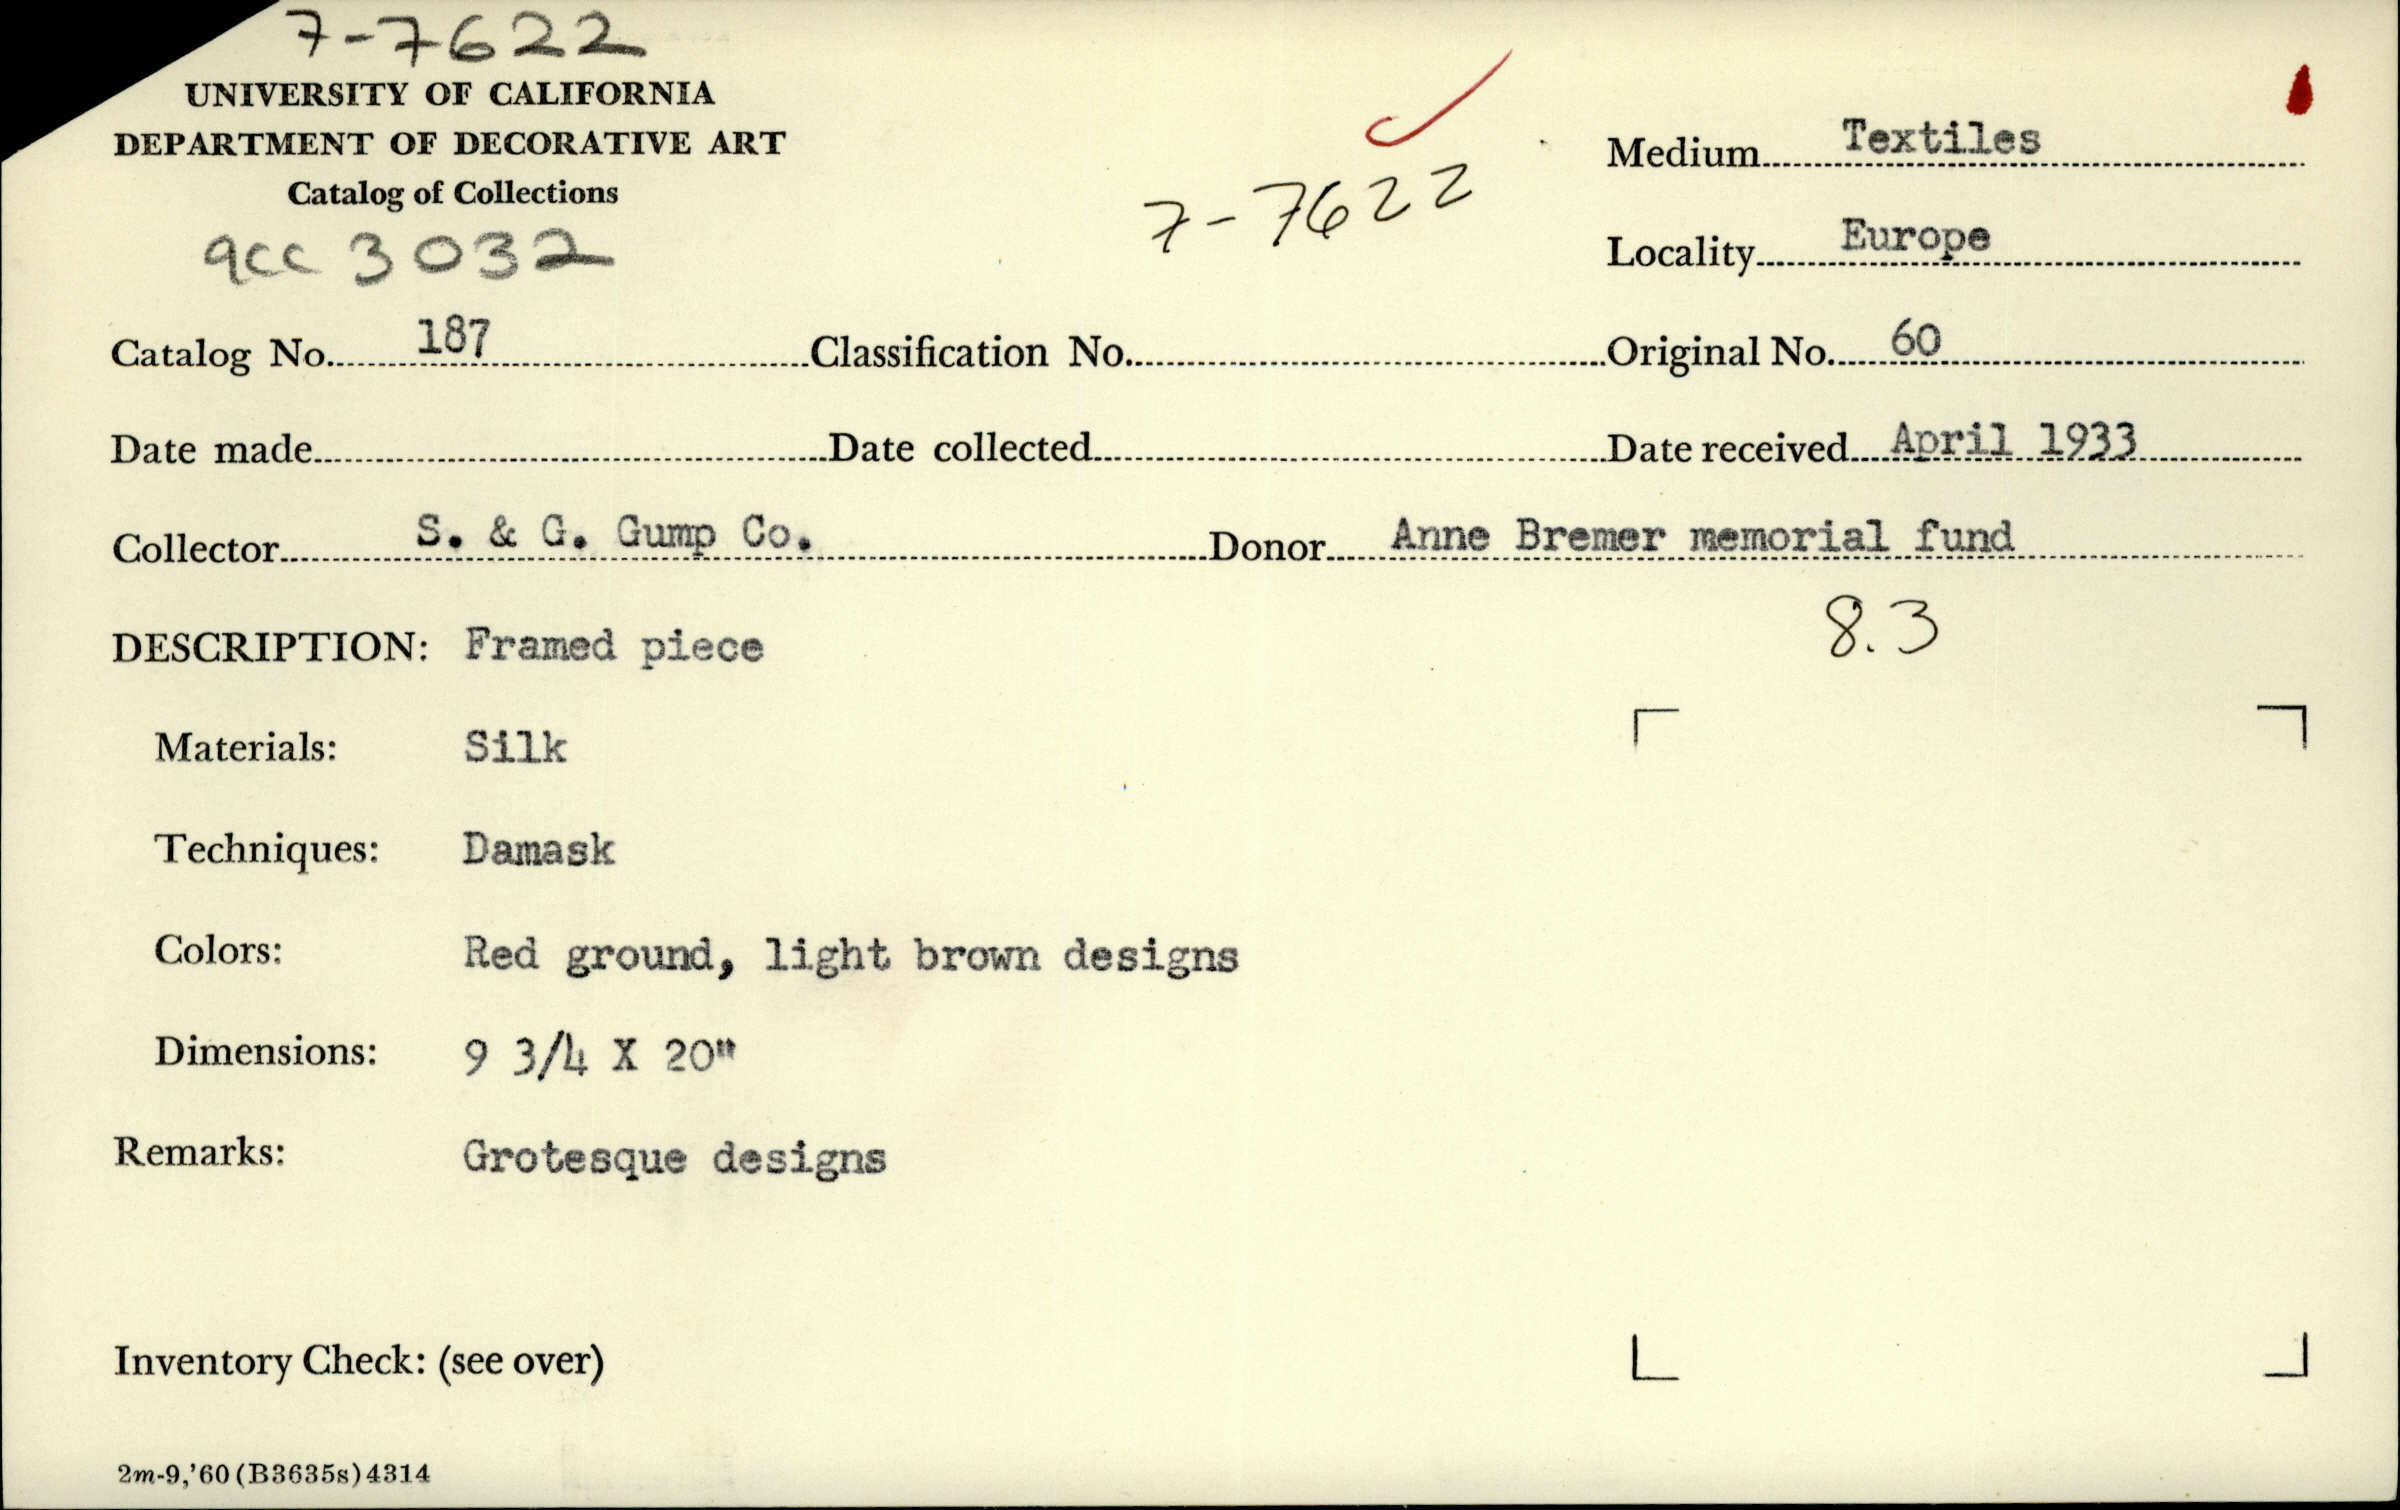 7-7622
UNIVERSITY OF CALIFORNIA
DEPARTMENT OF DECORATIVE ART
Catalog of Collections
acc 3032
7-7622
Medium Textiles
Locality Europe
Catalog No. 187 Classification No. Original No. 60
Date made Date collected Date received April 1933
Collector S. & G. Gump Co. Donor Anne Bremer memorial fund
8.3
DESCRIPTION: Framed piece
Materials: Silk
Techniques: Damask
Colors: Red ground, light brown designs
Dimensions: 9 3/4 X 20"
Remarks: Grotesque designs
Inventory Check: (see over)
2m-9,'60(B3635s)4314